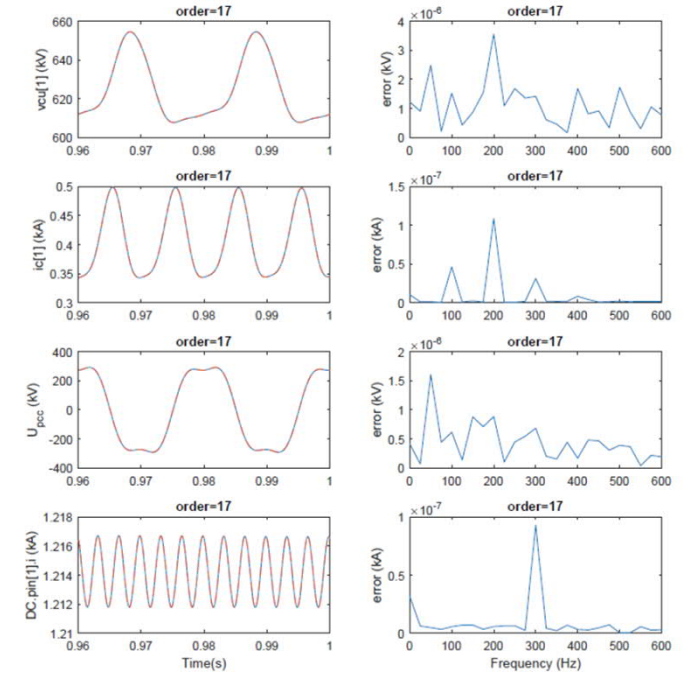 order=17
order=17
vcu[1] (kV)
660
640
620
600
0.96 0.97 0.98 0.99 1
×10⁻⁶
error (kV)
4
3
2
1
0
0 100 200 300 400 500 600
order=17
order=17
ic[1] (kA)
0.5
0.45
0.4
0.35
0.3
0.96 0.97 0.98 0.99 1
×10⁻⁷
error (kA)
1.5
1
0.5
0
0 100 200 300 400 500 600
order=17
order=17
Upcc (kV)
400
200
0
-200
-400
0.96 0.97 0.98 0.99 1
×10⁻⁶
error (kV)
2
1.5
1
0.5
0
0 100 200 300 400 500 600
order=17
order=17
DC.pin[1].i (kA)
1.218
1.216
1.214
1.212
1.21
0.96 0.97 0.98 0.99 1
Time(s)
×10⁻⁷
error (kA)
1
0.5
0
0 100 200 300 400 500 600
Frequency (Hz)